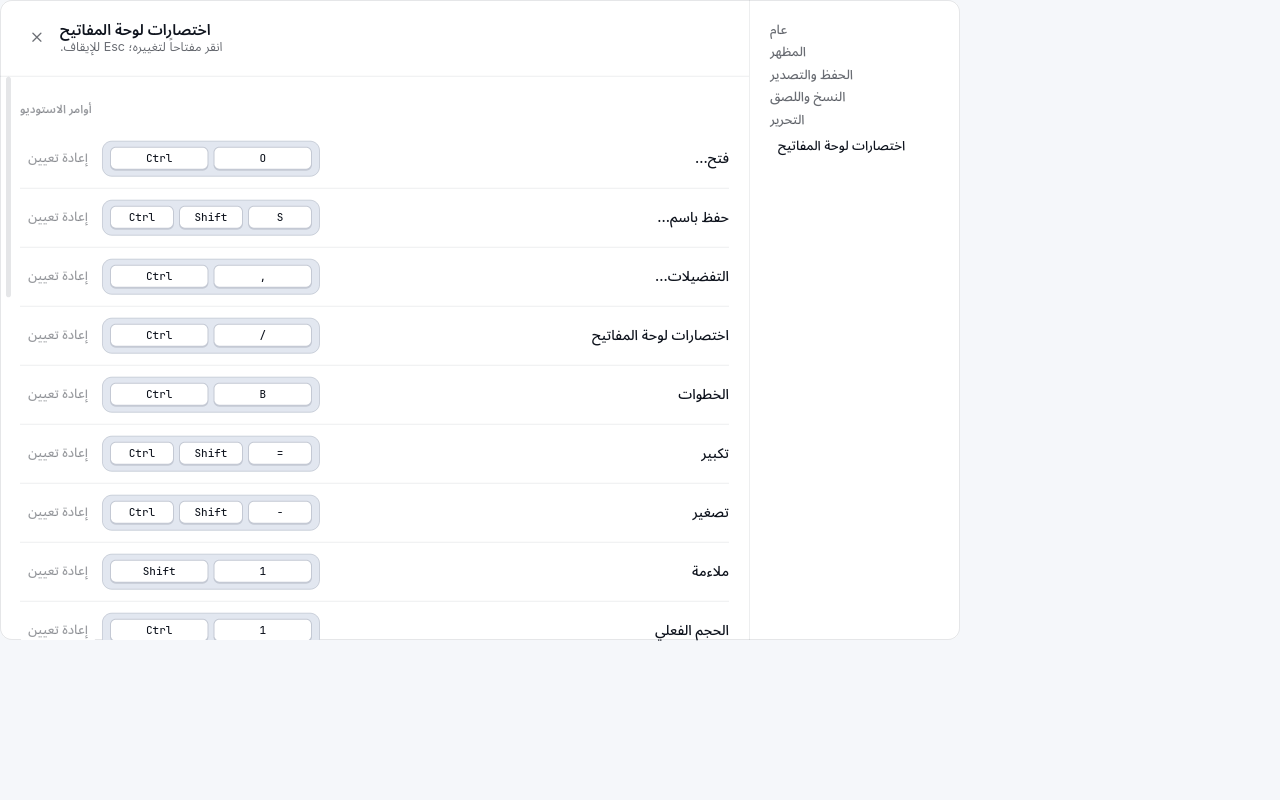 عام
المظهر
الحفظ والتصدير
النسخ واللصق
التحرير
اختصارات لوحة المفاتيح
اختصارات لوحة المفاتيح
انقر مفتاحاً لتغييره؛ Esc للإيقاف.
أوامر الاستوديو
فتح... Ctrl O إعادة تعيين
حفظ باسم... Ctrl Shift S إعادة تعيين
التفضيلات... Ctrl , إعادة تعيين
اختصارات لوحة المفاتيح Ctrl / إعادة تعيين
الخطوات Ctrl B إعادة تعيين
تكبير Ctrl Shift = إعادة تعيين
تصغير Ctrl Shift - إعادة تعيين
ملاءمة Shift 1 إعادة تعيين
الحجم الفعلي Ctrl 1 إعادة تعيين